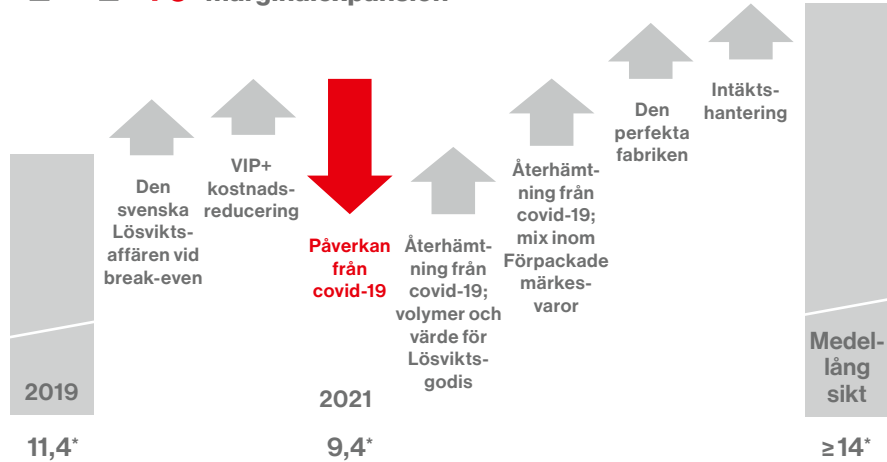 Den
svenska
Lösvikts-
affären vid
break-even
VIP+
kostnads-
reducering
Påverkan
från
covid-19
Återhämt-
ning från
covid-19;
volymer och
värde för
Lösvikts-
godis
Återhämt-
ning från
covid-19;
mix inom
Förpackade
märkes-
varor
Den
perfekta
fabriken
Intäkts-
hantering
2019
2021
Medel-
lång
sikt
11,4*
9,4*
≥14*